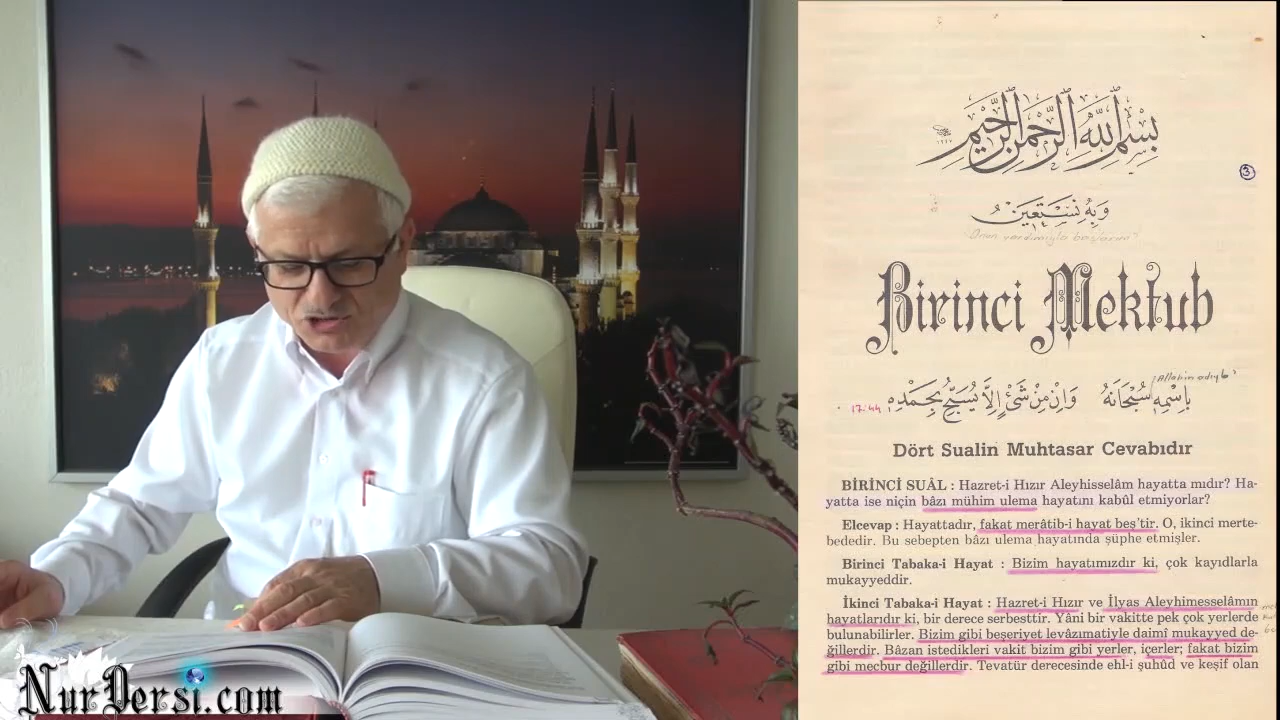 بِسْمِ اللّٰهِ الرَّحْمٰنِ الرَّحِيمِ
3
وَبِهِ نَسْتَعِينُ
Onun yardımıyla başlarım
Birinci Mektub
Allahın adıyla
بِاسْمِهِ سُبْحَانَهُ وَاِنْ مِنْ شَىْءٍ اِلَّا يُسَبِّحُ بِحَمْدِهِ
17:44
Dört Sualin Muhtasar Cevabıdır
BİRİNCİ SUÂL : Hazret-i Hızır Aleyhisselâm hayatta mıdır? Ha-
yatta ise niçin bâzı mühim ulema hayatını kabûl etmiyorlar?
Elcevap : Hayattadır, fakat merâtib-i hayat beş'tir. O, ikinci merte-
bededir. Bu sebepten bâzı ulema hayatında şüphe etmişler.
Birinci Tabaka-i Hayat : Bizim hayatımızdır ki, çok kayıdlarla
mukayyeddir.
İkinci Tabaka-i Hayat : Hazret-i Hızır ve İlyas Aleyhimesselâmın
hayatlarıdır ki, bir derece serbesttir. Yâni bir vakitte pek çok yerlerde
bulunabilirler. Bizim gibi beşeriyet levâzımatiyle daimî mukayyed de-
ğillerdir. Bâzan istedikleri vakit bizim gibi yerler, içerler; fakat bizim
gibi mecbur değillerdir. Tevatür derecesinde ehl-i şuhûd ve keşif olan
NurDersi.com